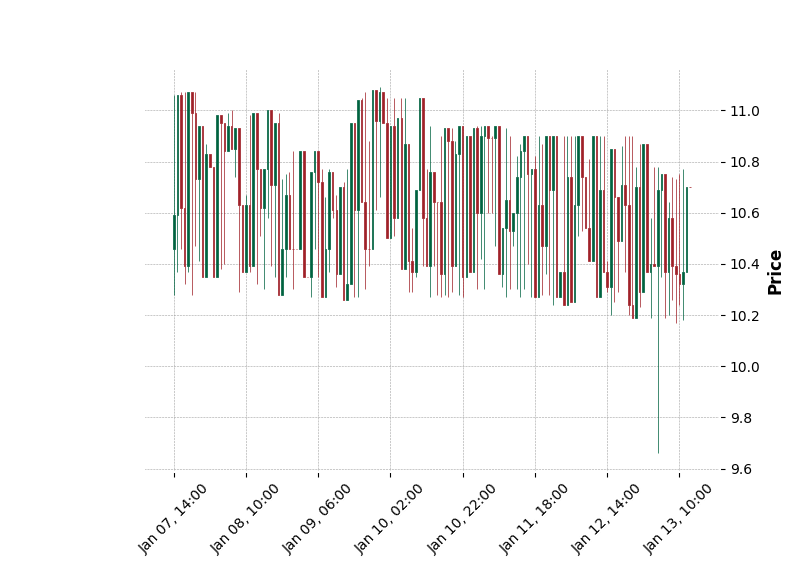 11.0
10.8
10.6
10.4
10.2
10.0
9.8
9.6
Price
Jan 07, 14:00
Jan 08, 10:00
Jan 09, 06:00
Jan 10, 02:00
Jan 10, 22:00
Jan 11, 18:00
Jan 12, 14:00
Jan 13, 10:00